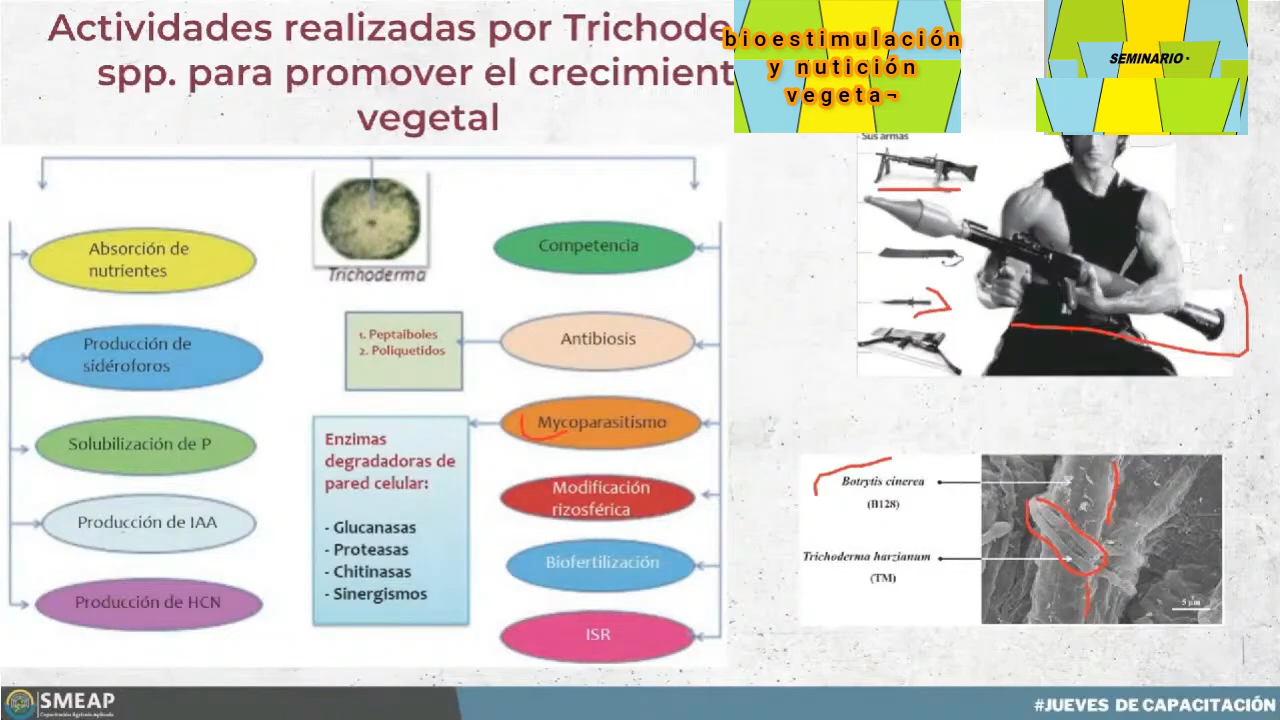 Actividades realizadas por Trichode
spp. para promover el crecimient
vegetal
bioestimulación
y nutición
vegeta¬
SEMINARIO·
Sus armas
Trichoderma
Absorción de
nutrientes
Producción de
sidéroforos
Solubilización de P
Producción de IAA
Producción de HCN
1. Peptaiboles
2. Poliquetidos
Enzimas
degradadoras de
pared celular:
- Glucanasas
- Proteasas
- Chitinasas
- Sinergismos
Competencia
Antibiosis
Mycoparasitismo
Modificación
rizosférica
Biofertilización
ISR
Botrytis cinerea
(B128)
Trichoderma harzianum
(TM)
5 µm
SMEAP
Capacitación Agrícola Aplicada
#JUEVES DE CAPACITACIÓN